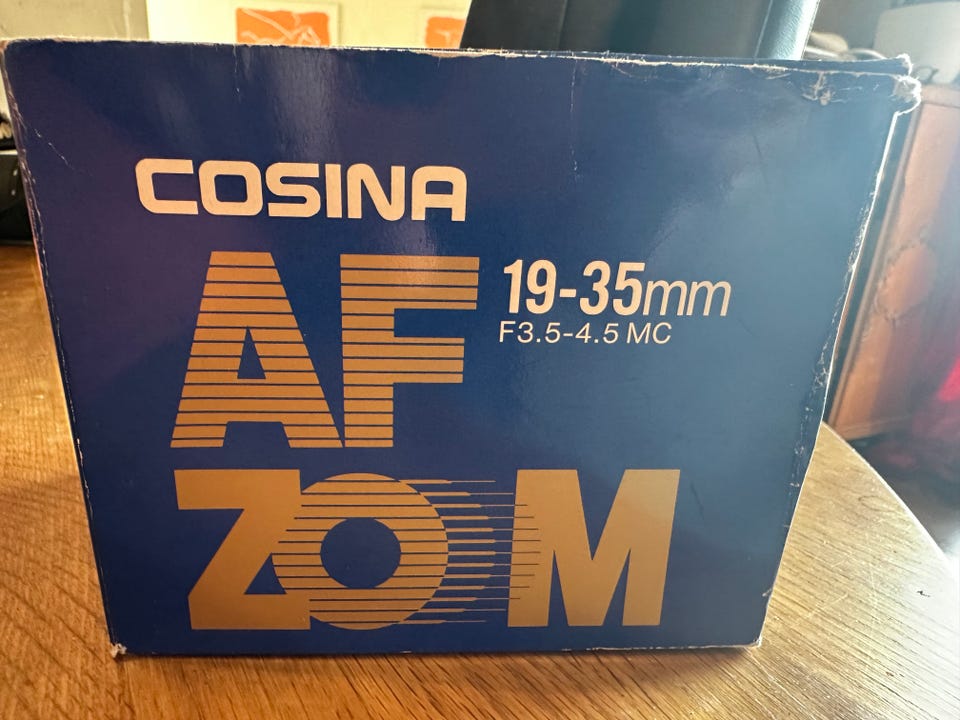 COSINA
AF
19-35mm
F3.5-4.5 MC
ZOOM